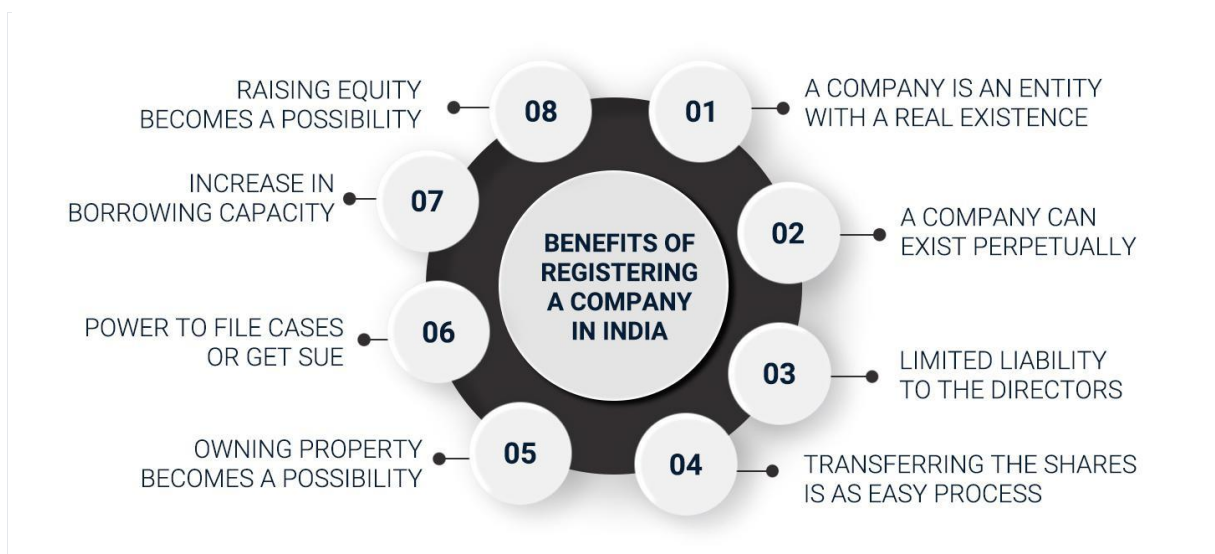 BENEFITS OF
REGISTERING
A COMPANY
IN INDIA
01
A COMPANY IS AN ENTITY
WITH A REAL EXISTENCE
02
A COMPANY CAN
EXIST PERPETUALLY
03
LIMITED LIABILITY
TO THE DIRECTORS
04
TRANSFERRING THE SHARES
IS AS EASY PROCESS
05
OWNING PROPERTY
BECOMES A POSSIBILITY
06
POWER TO FILE CASES
OR GET SUE
07
INCREASE IN
BORROWING CAPACITY
08
RAISING EQUITY
BECOMES A POSSIBILITY